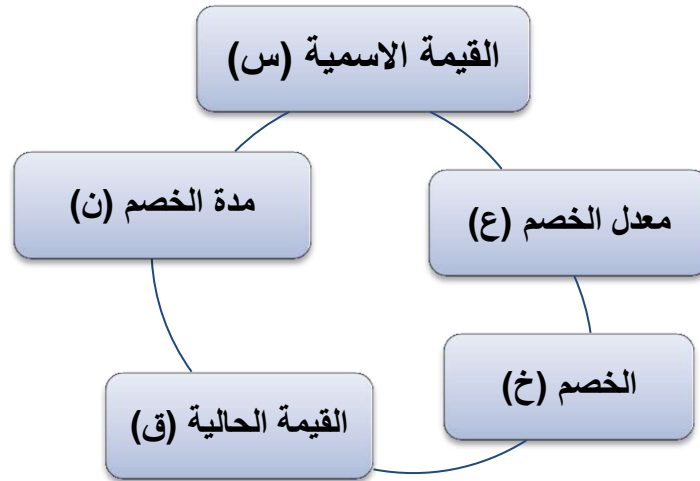 القيمة الاسمية (س)
معدل الخصم (ع)
مدة الخصم (ن)
الخصم (خ)
القيمة الحالية (ق)